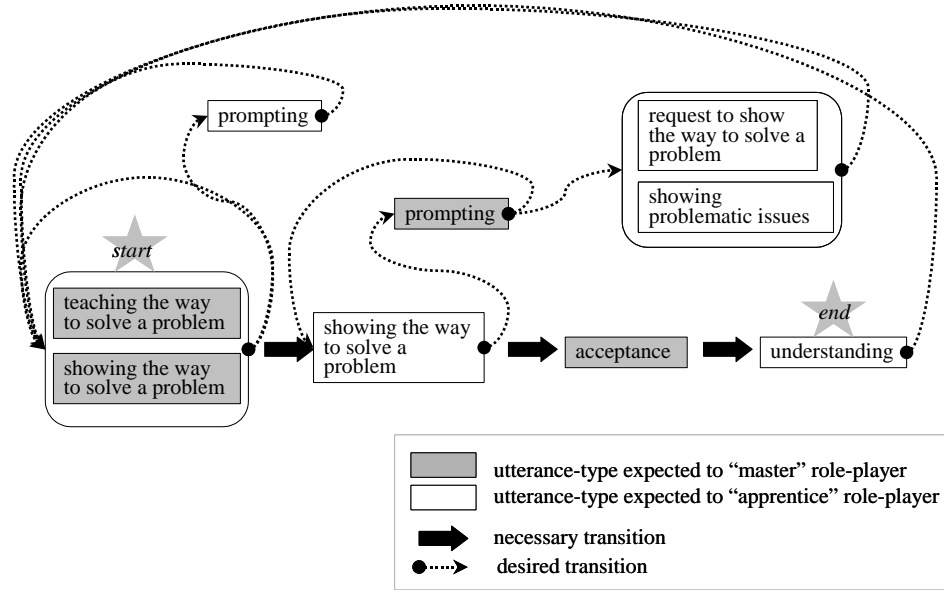 prompting
request to show
the way to solve a
problem
showing
problematic issues
prompting
start
teaching the way
to solve a problem
showing the way
to solve a problem
showing the way
to solve a
problem
acceptance
end
understanding
utterance-type expected to “master” role-player
utterance-type expected to “apprentice” role-player
necessary transition
desired transition